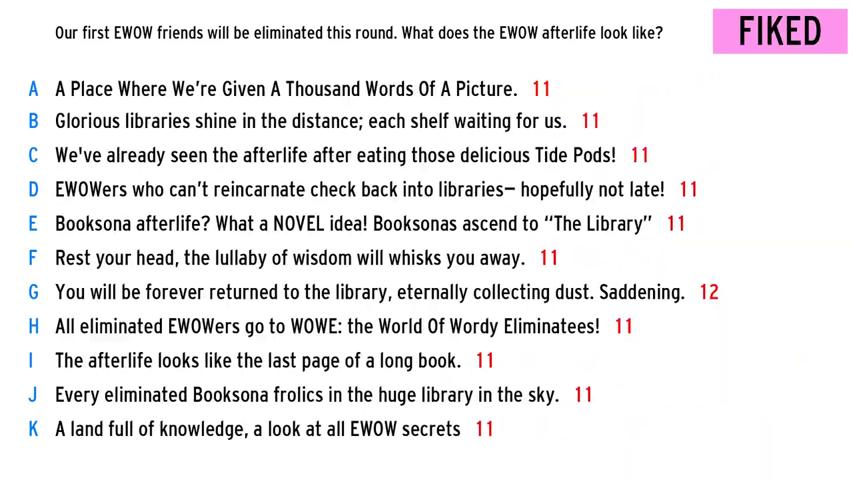 Our first EWOW friends will be eliminated this round. What does the EWOW afterlife look like?
FIKED
A A Place Where We’re Given A Thousand Words Of A Picture. 11
B Glorious libraries shine in the distance; each shelf waiting for us. 11
C We've already seen the afterlife after eating those delicious Tide Pods! 11
D EWOWers who can’t reincarnate check back into libraries— hopefully not late! 11
E Booksona afterlife? What a NOVEL idea! Booksonas ascend to “The Library” 11
F Rest your head, the lullaby of wisdom will whisks you away. 11
G You will be forever returned to the library, eternally collecting dust. Saddening. 12
H All eliminated EWOWers go to WOWE: the World Of Wordy Eliminatees! 11
I The afterlife looks like the last page of a long book. 11
J Every eliminated Booksona frolics in the huge library in the sky. 11
K A land full of knowledge, a look at all EWOW secrets 11